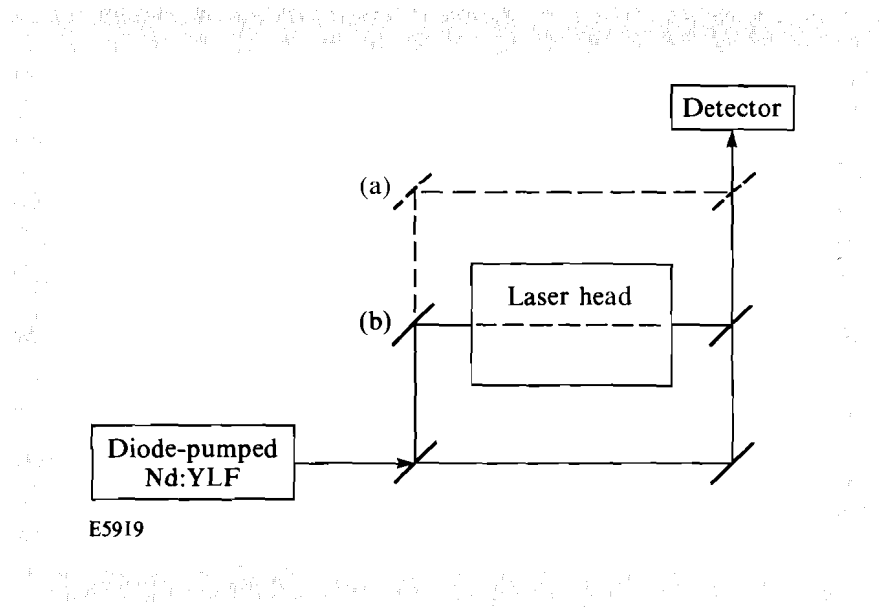 Detector
(a)
Laser head
(b)
Diode-pumped
Nd:YLF
E5919